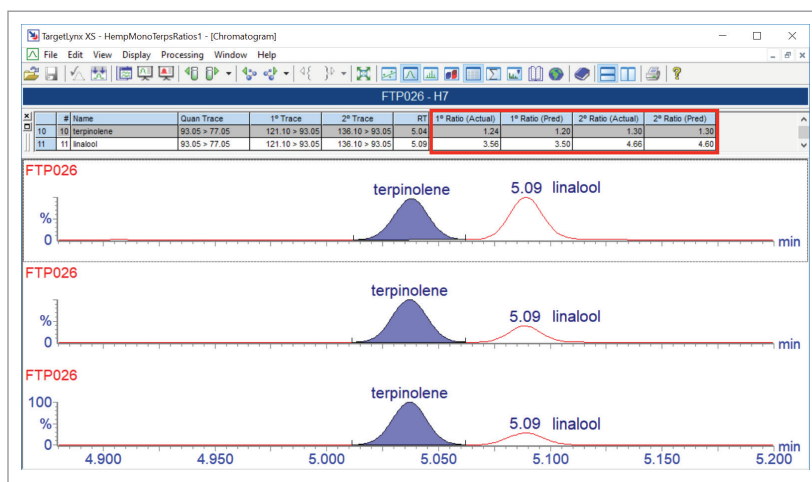 TargetLynx XS - HempMonoTerpsRatios1 - [Chromatogram]
File Edit View Display Processing Window Help
FTP026 - H7
# Name Quan Trace 1º Trace 2º Trace RT 1º Ratio (Actual) 1º Ratio (Pred) 2º Ratio (Actual) 2º Ratio (Pred)
10 10 terpinolene 93.05 > 77.05 121.10 > 93.05 136.10 > 93.05 5.04 1.24 1.20 1.30 1.30
11 11 linalool 93.05 > 77.05 121.10 > 93.05 136.10 > 93.05 5.09 3.56 3.50 4.66 4.60
FTP026
terpinolene 5.09 linalool
%
0 min
FTP026
terpinolene
5.09 linalool
%
0 min
FTP026
terpinolene
100
5.09 linalool
%
0 min
4.900 4.950 5.000 5.050 5.100 5.150 5.200